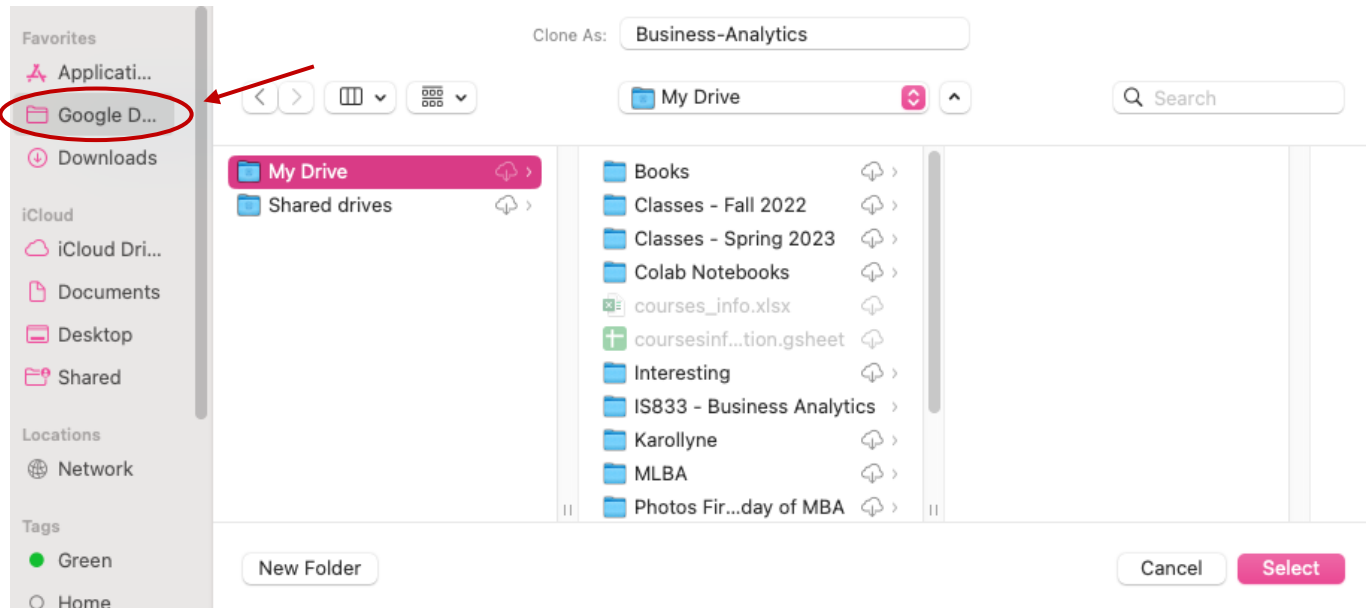 Favorites
Applicati...
Google D...
Downloads
iCloud
iCloud Dri...
Documents
Desktop
Shared
Locations
Network
Tags
Green
Home
Clone As: Business-Analytics
My Drive
Search
My Drive
Shared drives
Books
Classes - Fall 2022
Classes - Spring 2023
Colab Notebooks
courses_info.xlsx
coursesinf...tion.gsheet
Interesting
IS833 - Business Analytics
Karollyne
MLBA
Photos Fir...day of MBA
New Folder
Cancel
Select